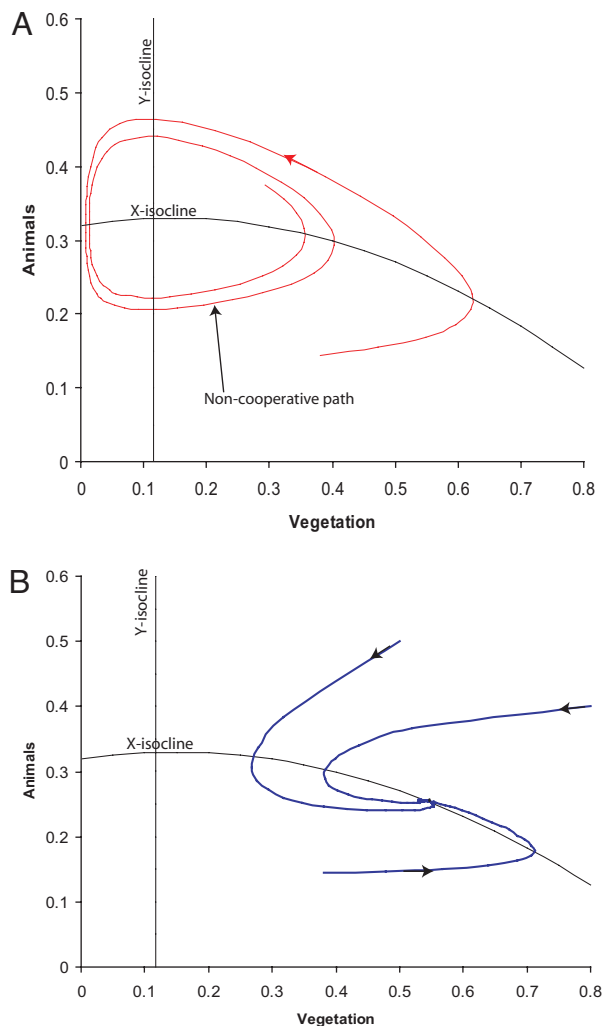 A
0.6
0.5
0.4
0.3
0.2
0.1
0
Animals
Y-isocline
X-isocline
Non-cooperative path
0 0.1 0.2 0.3 0.4 0.5 0.6 0.7 0.8
Vegetation
B
0.6
0.5
0.4
0.3
0.2
0.1
0
Animals
Y-isocline
X-isocline
0 0.1 0.2 0.3 0.4 0.5 0.6 0.7 0.8
Vegetation